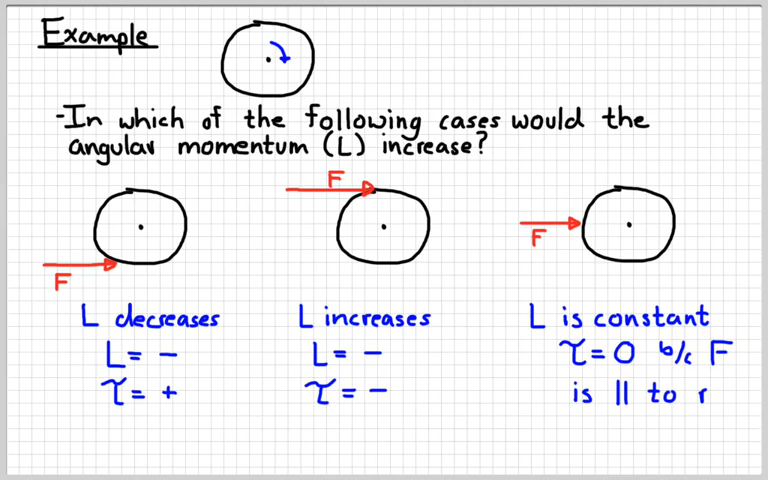 Example
-In which of the following cases would the
angular momentum (L) increase?
F
F
F
L decreases
L = -
τ = +
L increases
L = -
τ = -
L is constant
τ = 0 b/c F
is || to r